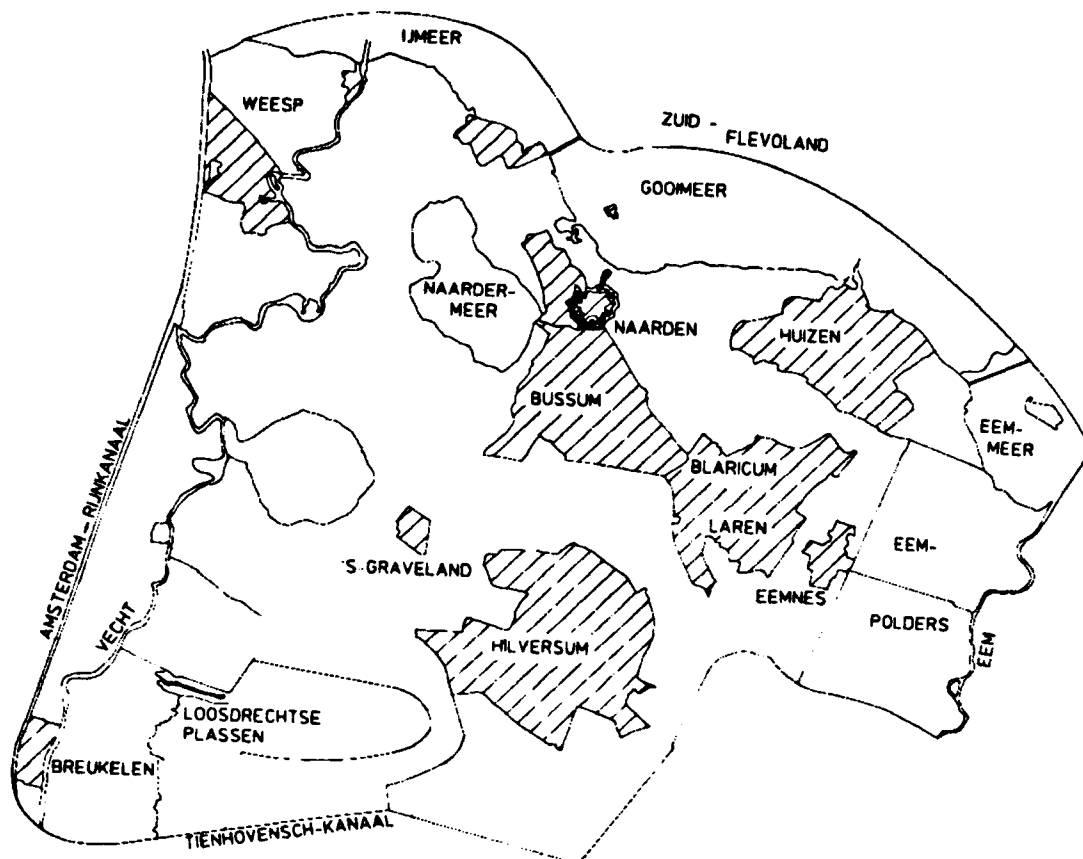 IJMEER
WEESP
ZUID -
FLEVOLAND
GOOIMEER
NAARDER-
MEER
NAARDEN
HUIZEN
BUSSUM
EEM-
MEER
BLARICUM
LAREN
EEM-
'S-GRAVELAND
EEMNES
POLDERS
AMSTERDAM - RIJNKANAAL
VECHT
HILVERSUM
EEM
LOOSDRECHTSE
PLASSEN
BREUKELEN
TIENHOVENSCH-KANAAL